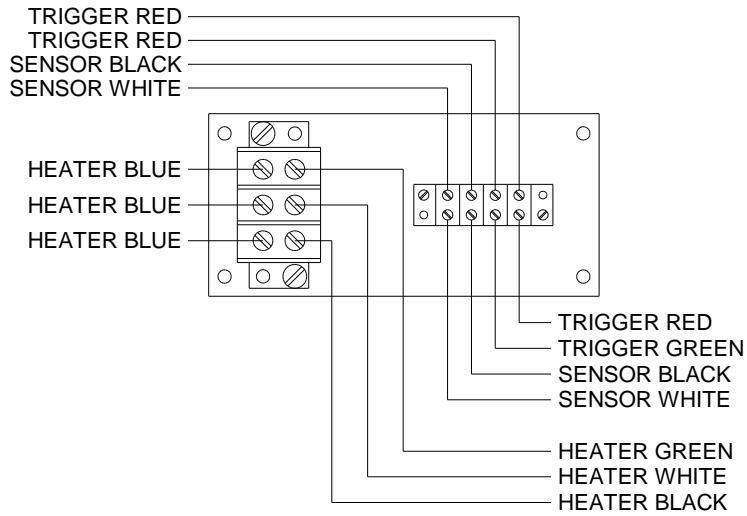 TRIGGER RED
TRIGGER RED
SENSOR BLACK
SENSOR WHITE
HEATER BLUE
HEATER BLUE
HEATER BLUE
TRIGGER RED
TRIGGER GREEN
SENSOR BLACK
SENSOR WHITE
HEATER GREEN
HEATER WHITE
HEATER BLACK